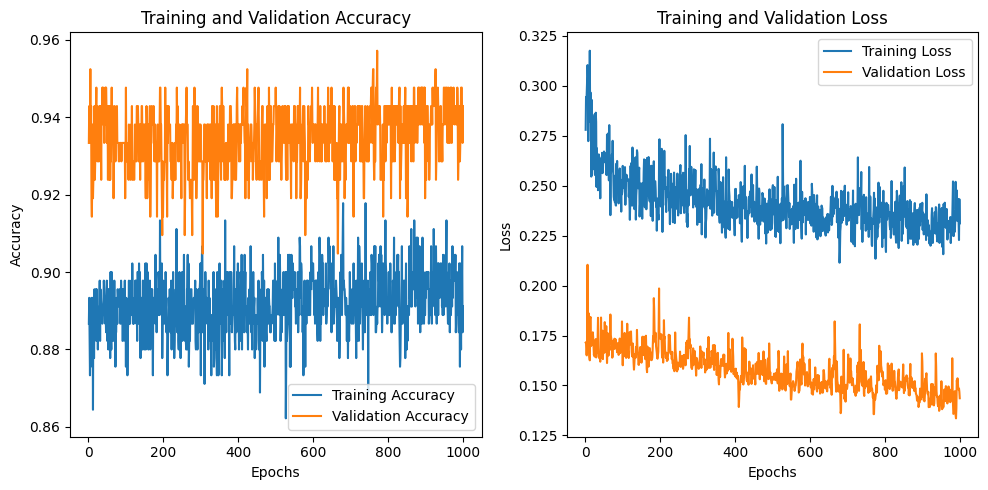 Training and Validation Accuracy
0.96
0.94
0.92
0.90
0.88
0.86
Accuracy
0
200
400
600
800
1000
Epochs
Training Accuracy
Validation Accuracy
Training and Validation Loss
0.325
0.300
0.275
0.250
0.225
0.200
0.175
0.150
0.125
Loss
0
200
400
600
800
1000
Epochs
Training Loss
Validation Loss